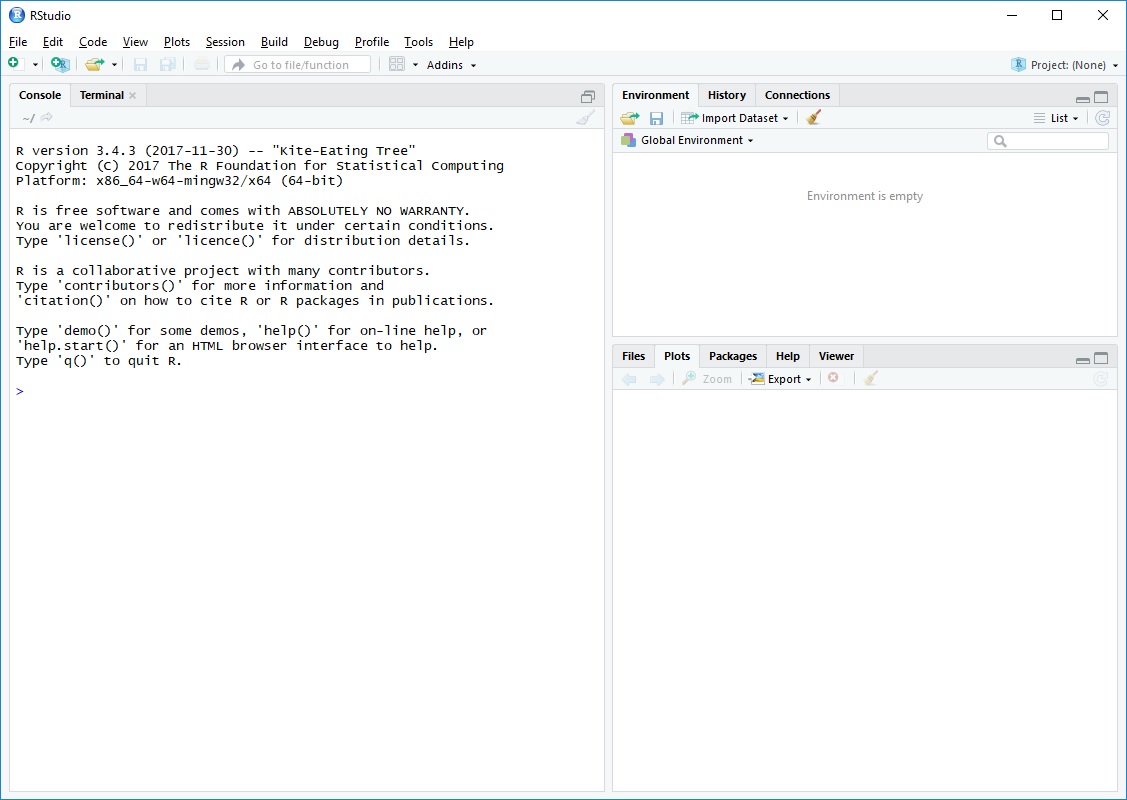 RStudio
File Edit Code View Plots Session Build Debug Profile Tools Help
Go to file/function Addins Project: (None)
Console Terminal
~/
R version 3.4.3 (2017-11-30) -- "Kite-Eating Tree"
Copyright (C) 2017 The R Foundation for Statistical Computing
Platform: x86_64-w64-mingw32/x64 (64-bit)
R is free software and comes with ABSOLUTELY NO WARRANTY.
You are welcome to redistribute it under certain conditions.
Type 'license()' or 'licence()' for distribution details.
R is a collaborative project with many contributors.
Type 'contributors()' for more information and
'citation()' on how to cite R or R packages in publications.
Type 'demo()' for some demos, 'help()' for on-line help, or
'help.start()' for an HTML browser interface to help.
Type 'q()' to quit R.
>
Environment History Connections
Import Dataset List
Global Environment
Environment is empty
Files Plots Packages Help Viewer
Zoom Export